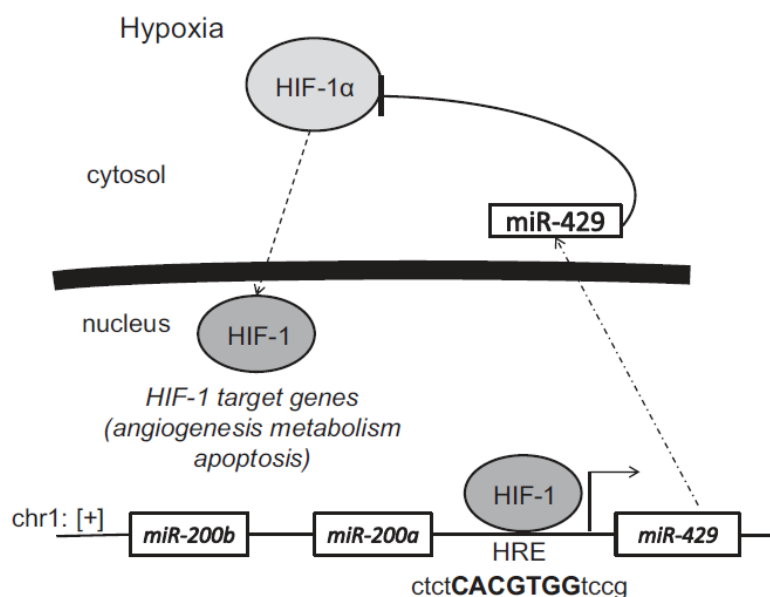 Hypoxia
HIF-1α
cytosol
miR-429
nucleus
HIF-1
HIF-1 target genes
(angiogenesis metabolism
apoptosis)
HIF-1
chr1: [+]
miR-200b
miR-200a
miR-429
HRE
ctctCACGTGGtccg